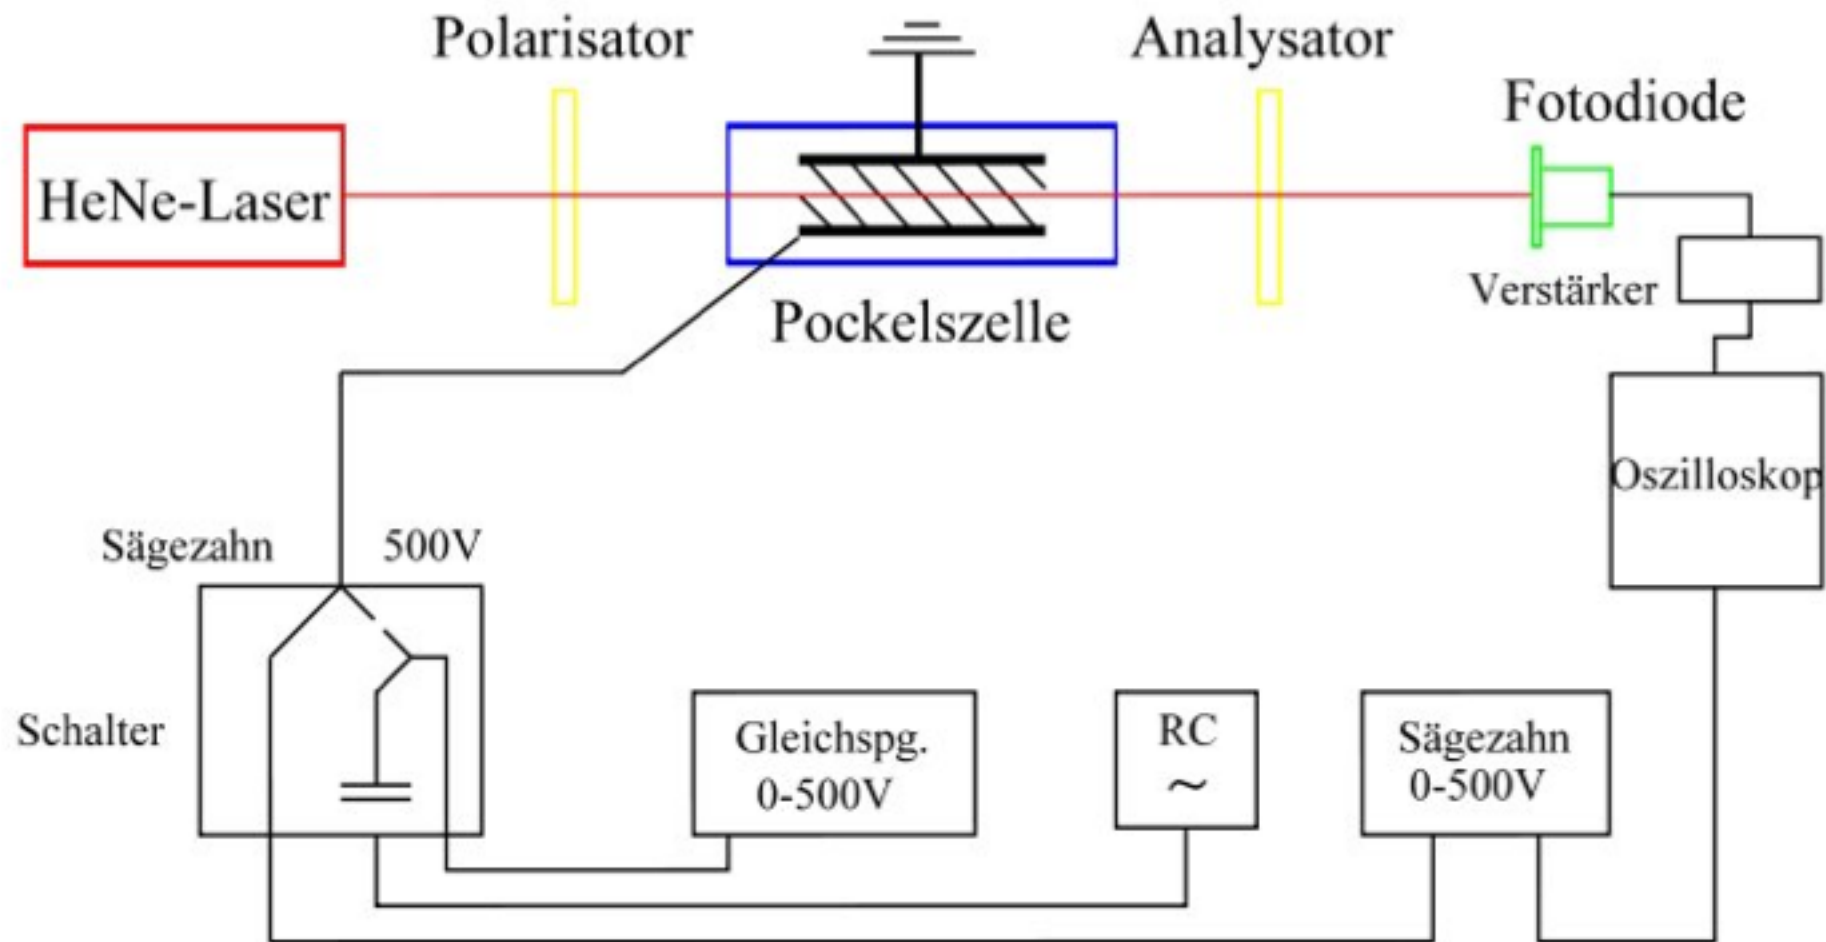 Polarisator
Analysator
Fotodiode
HeNe-Laser
Verstärker
Pockelszelle
Oszilloskop
Sägezahn
500V
Schalter
Gleichspg.
0-500V
RC
~
Sägezahn
0-500V